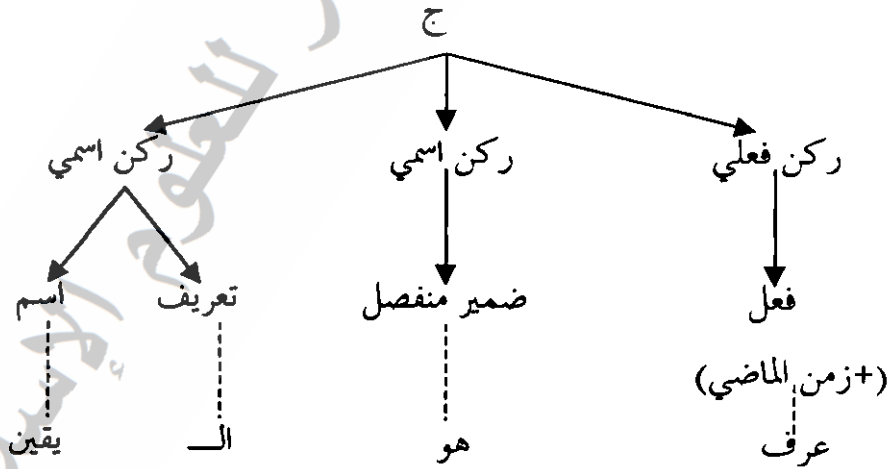 ج
ركن فعلي ركن اسمي ركن اسمي
فعل ضمير منفصل تعريف اسم
(+زمن الماضي)
عرف هو الـ يقين